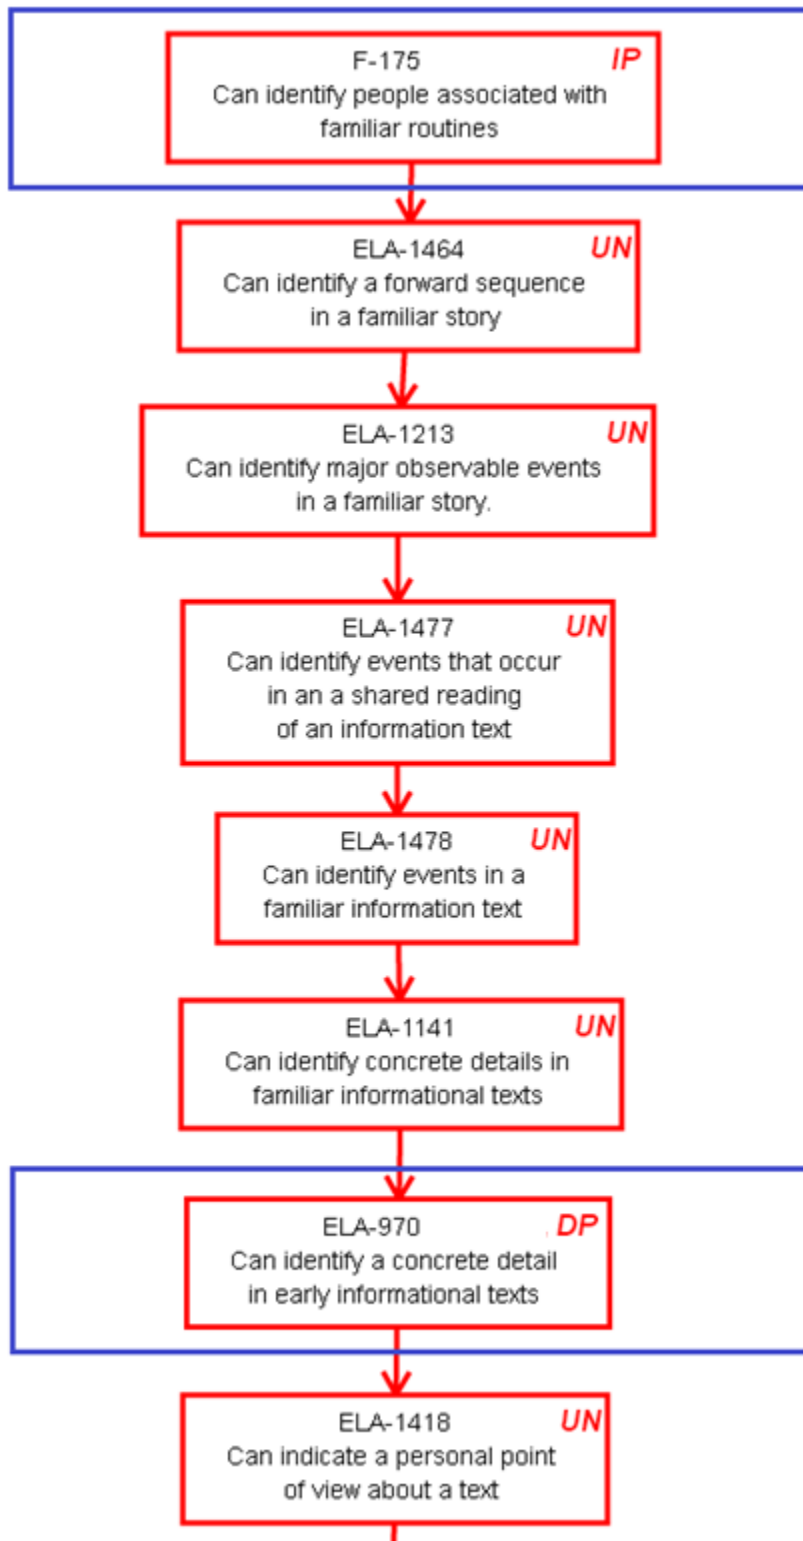 F-175 IP
Can identify people associated with
familiar routines
ELA-1464 UN
Can identify a forward sequence
in a familiar story
ELA-1213 UN
Can identify major observable events
in a familiar story.
ELA-1477 UN
Can identify events that occur
in an a shared reading
of an information text
ELA-1478 UN
Can identify events in a
familiar information text
ELA-1141 UN
Can identify concrete details in
familiar informational texts
ELA-970 DP
Can identify a concrete detail
in early informational texts
ELA-1418 UN
Can indicate a personal point
of view about a text